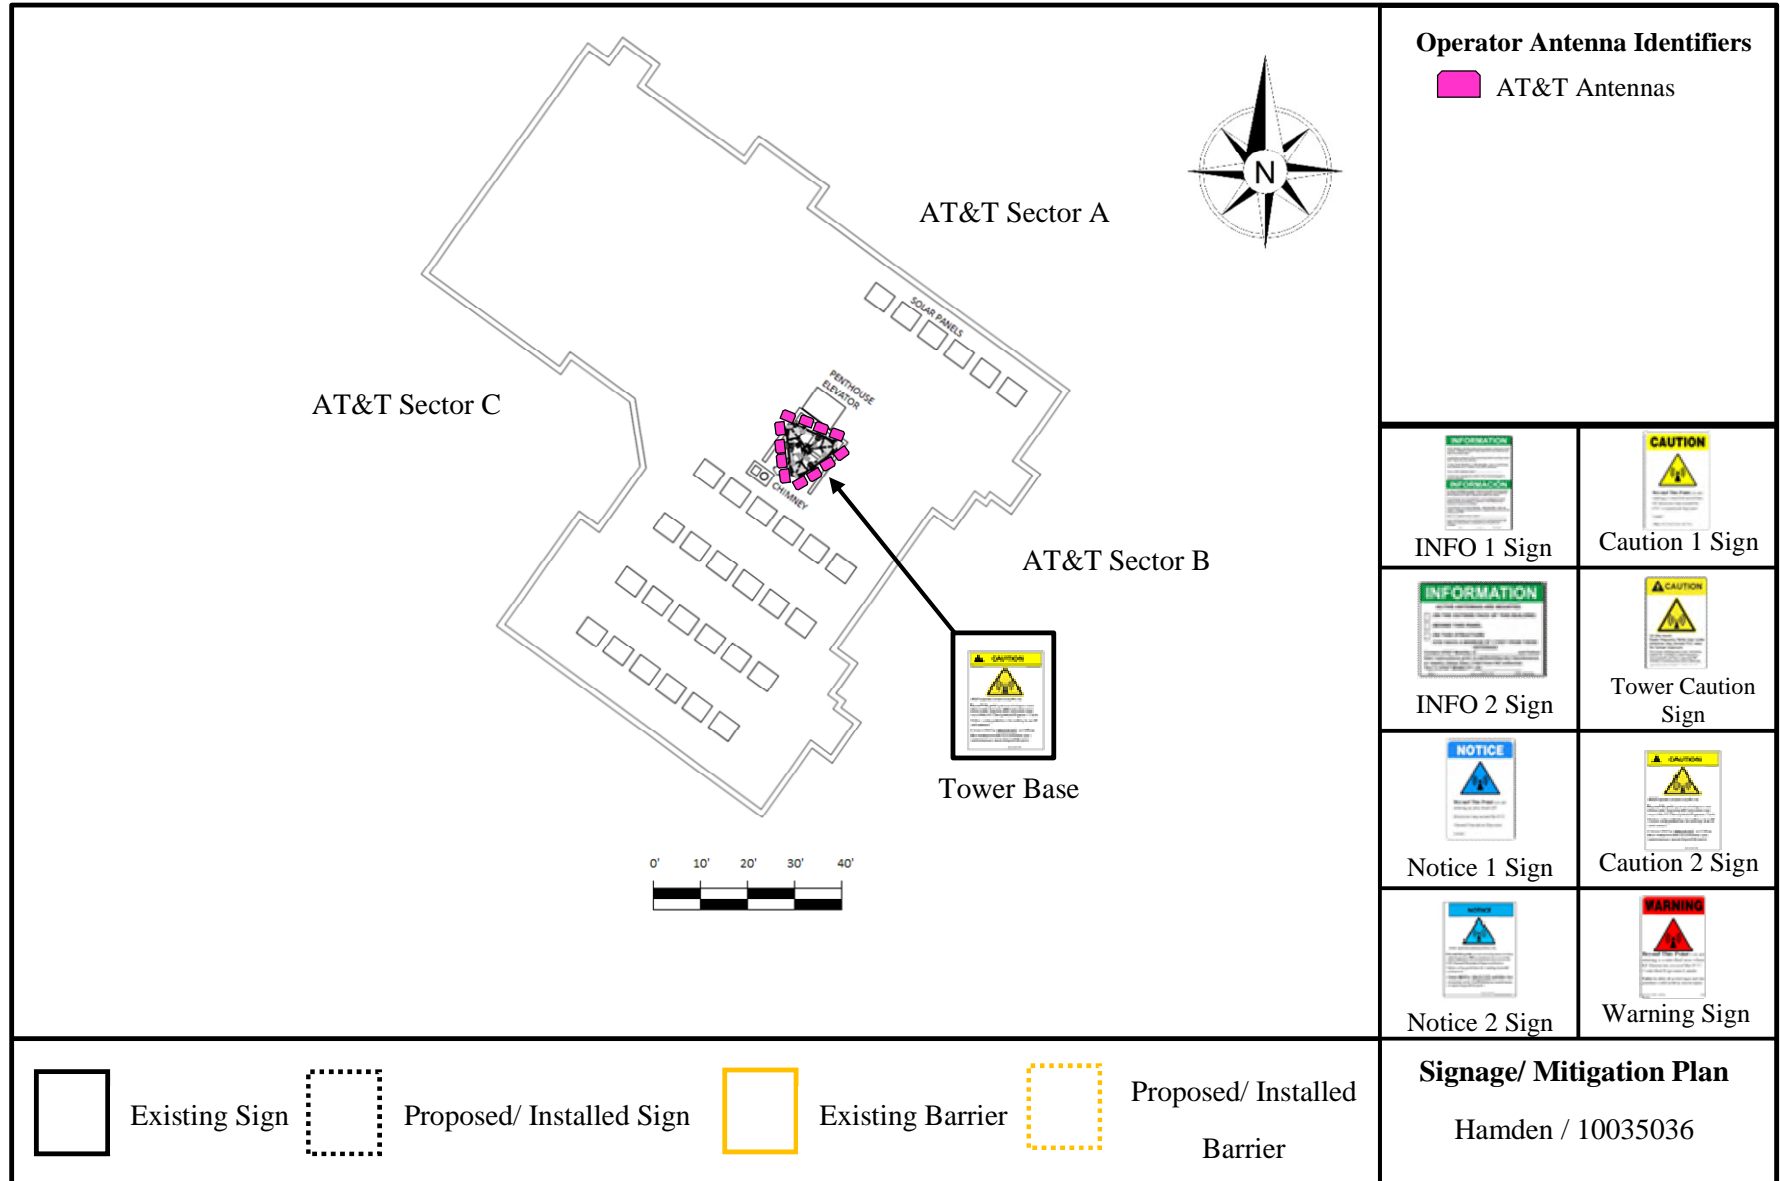 Operator Antenna Identifiers
AT&T Antennas
N
AT&T Sector A
SOLAR PANELS
PENTHOUSE
ELEVATOR
AT&T Sector C
CHIMNEY
AT&T Sector B
CAUTION
Tower Base
0' 10' 20' 30' 40'
INFORMATION
INFORMACION
INFO 1 Sign
CAUTION
Caution 1 Sign
INFORMATION
INFO 2 Sign
CAUTION
Tower Caution
Sign
NOTICE
Notice 1 Sign
CAUTION
Caution 2 Sign
NOTICE
Notice 2 Sign
WARNING
Warning Sign
Existing Sign
Proposed/ Installed Sign
Existing Barrier
Proposed/ Installed
Barrier
Signage/ Mitigation Plan
Hamden / 10035036